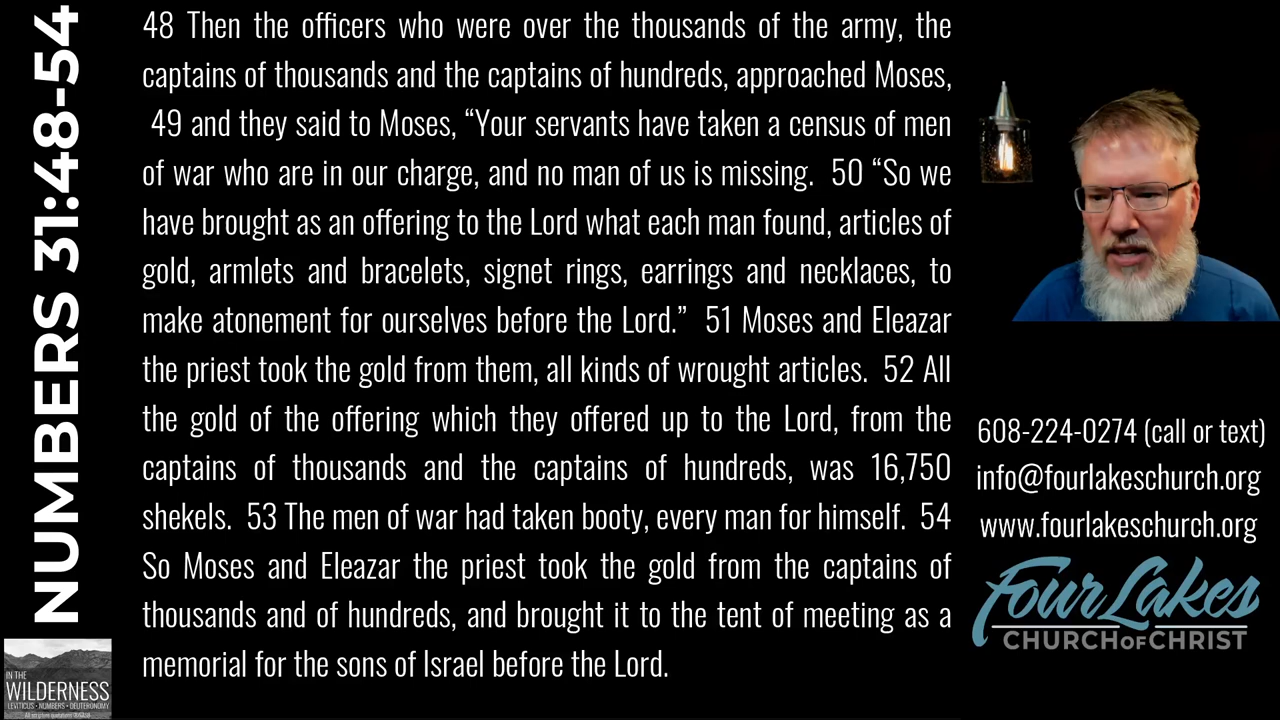 NUMBERS 31:48-54
48 Then the officers who were over the thousands of the army, the
captains of thousands and the captains of hundreds, approached Moses,
49 and they said to Moses, “Your servants have taken a census of men
of war who are in our charge, and no man of us is missing. 50 “So we
have brought as an offering to the Lord what each man found, articles of
gold, armlets and bracelets, signet rings, earrings and necklaces, to
make atonement for ourselves before the Lord.” 51 Moses and Eleazar
the priest took the gold from them, all kinds of wrought articles. 52 All
the gold of the offering which they offered up to the Lord, from the
captains of thousands and the captains of hundreds, was 16,750
shekels. 53 The men of war had taken booty, every man for himself. 54
So Moses and Eleazar the priest took the gold from the captains of
thousands and of hundreds, and brought it to the tent of meeting as a
memorial for the sons of Israel before the Lord.
608-224-0274 (call or text)
info@fourlakeschurch.org
www.fourlakeschurch.org
Four Lakes
CHURCH OF CHRIST
IN THE
WILDERNESS
LEVITICUS • NUMBERS • DEUTERONOMY